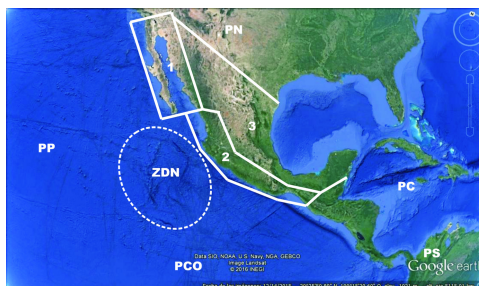 PN
1
3
PP
2
ZDN
PC
Data SIO, NOAA, U.S. Navy, NGA, GEBCO
Image Landsat
© 2016 INEGI
PS
PCO
Google earth